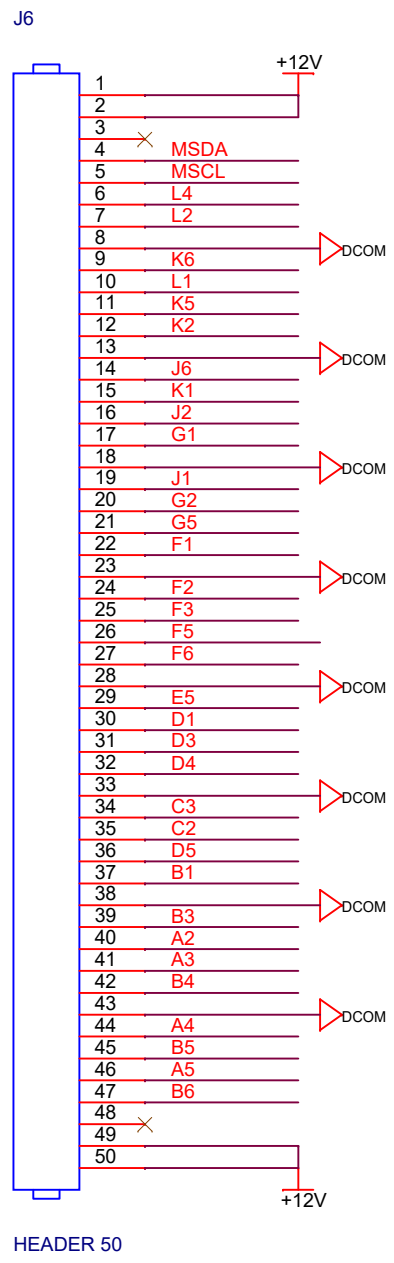 J6
+12V
1
2
3
4 MSDA
5 MSCL
6 L4
7 L2
8 DCOM
9 K6
10 L1
11 K5
12 K2
13 DCOM
14 J6
15 K1
16 J2
17 G1
18 DCOM
19 J1
20 G2
21 G5
22 F1
23 DCOM
24 F2
25 F3
26 F5
27 F6
28 DCOM
29 E5
30 D1
31 D3
32 D4
33 DCOM
34 C3
35 C2
36 D5
37 B1
38 DCOM
39 B3
40 A2
41 A3
42 B4
43 DCOM
44 A4
45 B5
46 A5
47 B6
48
49
50
+12V
HEADER 50